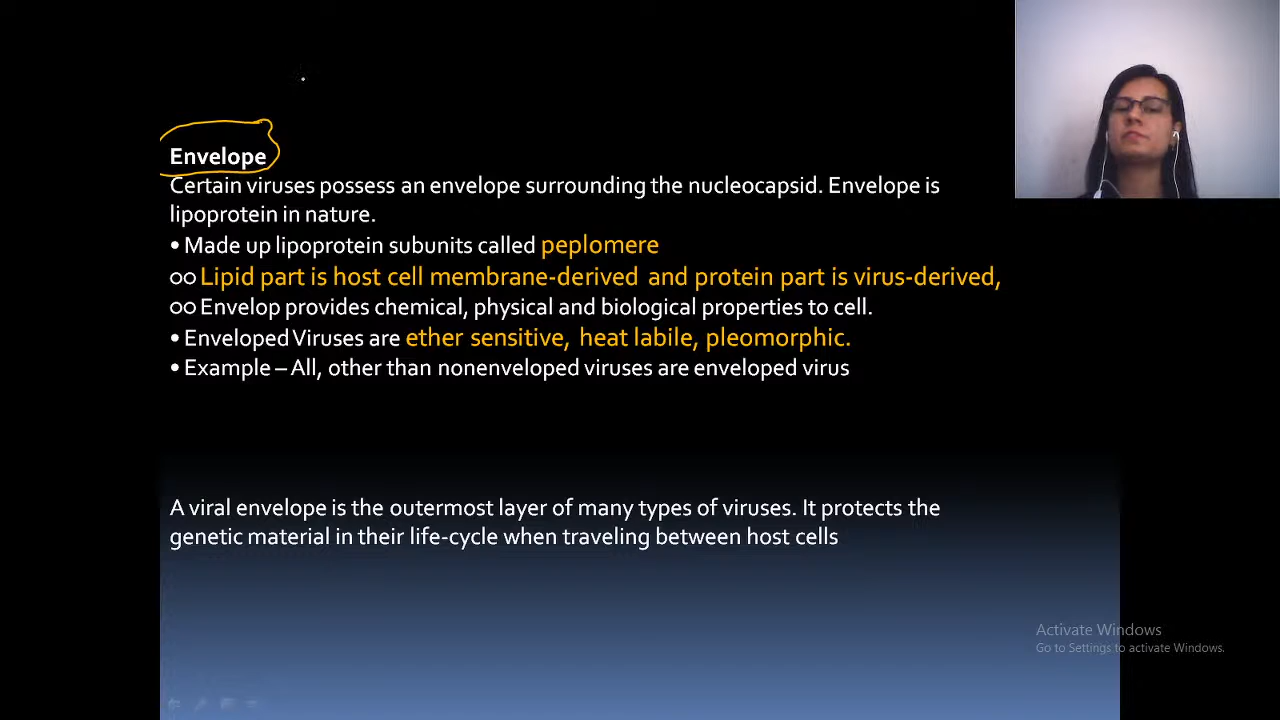 Envelope
Certain viruses possess an envelope surrounding the nucleocapsid. Envelope is
lipoprotein in nature.
• Made up lipoprotein subunits called peplomere
oo Lipid part is host cell membrane-derived and protein part is virus-derived,
oo Envelop provides chemical, physical and biological properties to cell.
• Enveloped Viruses are ether sensitive, heat labile, pleomorphic.
• Example – All, other than nonenveloped viruses are enveloped virus
A viral envelope is the outermost layer of many types of viruses. It protects the
genetic material in their life-cycle when traveling between host cells
Activate Windows
Go to Settings to activate Windows.